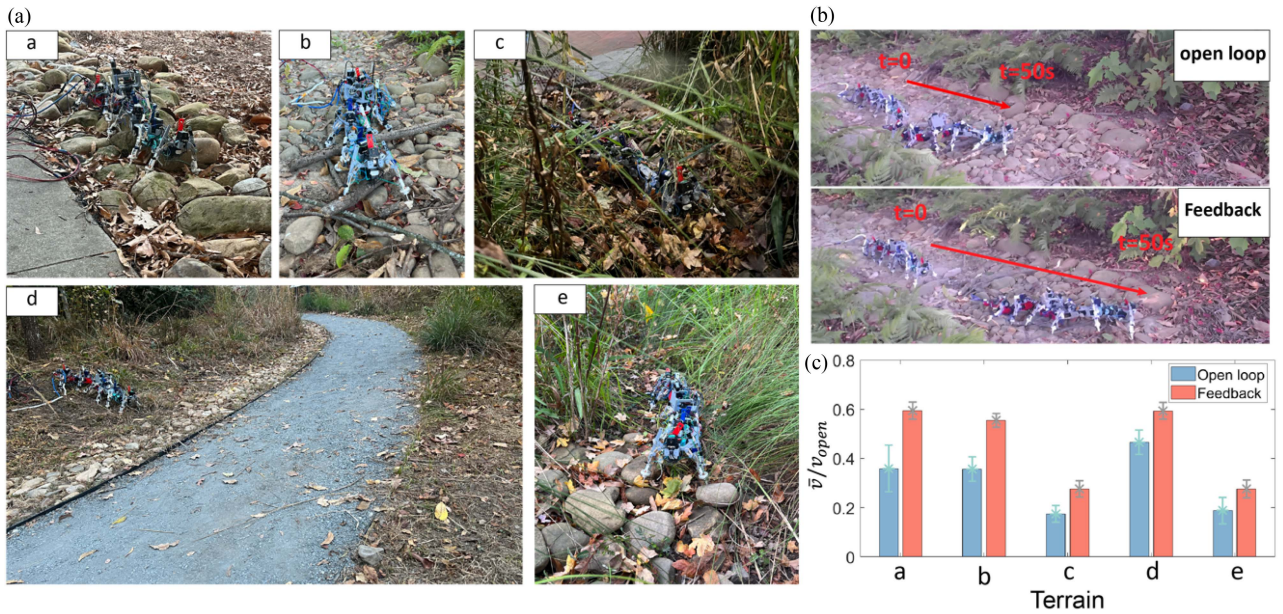 (a)
a
b
c
d
e
(b)
open loop
t=0
t=50s
Feedback
t=0
t=50s
(c)
0.8
0.6
0.4
0.2
0
v̄/v_open
Open loop
Feedback
a b c d e
Terrain